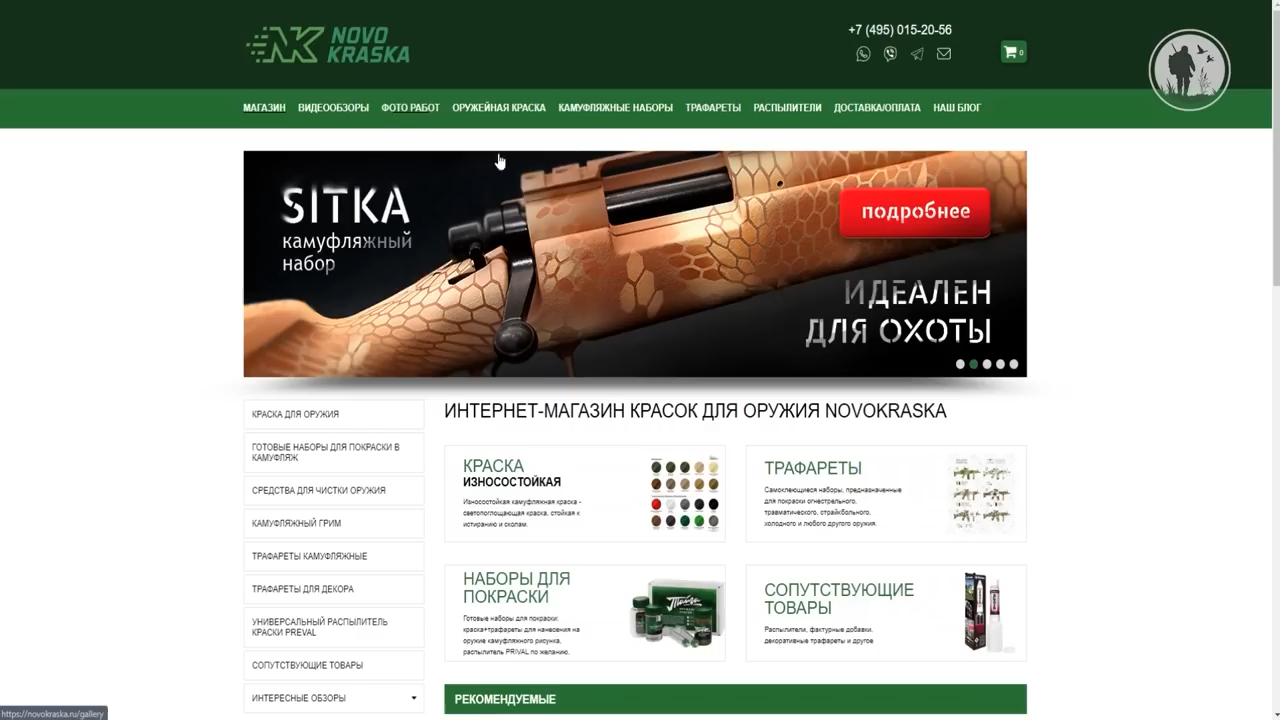 NK NOVO
KRASKA
+7 (495) 015-20-56
0
МАГАЗИН ВИДЕООБЗОРЫ ФОТО РАБОТ ОРУЖЕЙНАЯ КРАСКА КАМУФЛЯЖНЫЕ НАБОРЫ ТРАФАРЕТЫ РАСПЫЛИТЕЛИ ДОСТАВКА/ОПЛАТА НАШ БЛОГ
SITKA
камуфляжный
набор
подробнее
ИДЕАЛЕН
ДЛЯ ОХОТЫ
КРАСКА ДЛЯ ОРУЖИЯ
ГОТОВЫЕ НАБОРЫ ДЛЯ ПОКРАСКИ В
КАМУФЛЯЖ
СРЕДСТВА ДЛЯ ЧИСТКИ ОРУЖИЯ
КАМУФЛЯЖНЫЙ ГРИМ
ТРАФАРЕТЫ КАМУФЛЯЖНЫЕ
ТРАФАРЕТЫ ДЛЯ ДЕКОРА
УНИВЕРСАЛЬНЫЙ РАСПЫЛИТЕЛЬ
КРАСКИ PREVAL
СОПУТСТВУЮЩИЕ ТОВАРЫ
ИНТЕРЕСНЫЕ ОБЗОРЫ
ИНТЕРНЕТ-МАГАЗИН КРАСОК ДЛЯ ОРУЖИЯ NOVOKRASKA
КРАСКА
ИЗНОСОСТОЙКАЯ
Износостойкая камуфляжная краска -
светопоглощающая краска, стойкая к
истиранию и сколам.
ТРАФАРЕТЫ
Самоклеющиеся наборы, предназначенные
для покраски огнестрельного,
травматического, страйкбольного,
холодного и любого другого оружия.
НАБОРЫ ДЛЯ
ПОКРАСКИ
Готовые наборы для покраски:
краска+трафареты для нанесения на
оружие камуфляжного рисунка,
распылитель PRIVAL по желанию.
Тайга
СОПУТСТВУЮЩИЕ
ТОВАРЫ
Распылители, фактурные добавки,
декоративные трафареты и другое
РЕКОМЕНДУЕМЫЕ
https://novokraska.ru/gallery